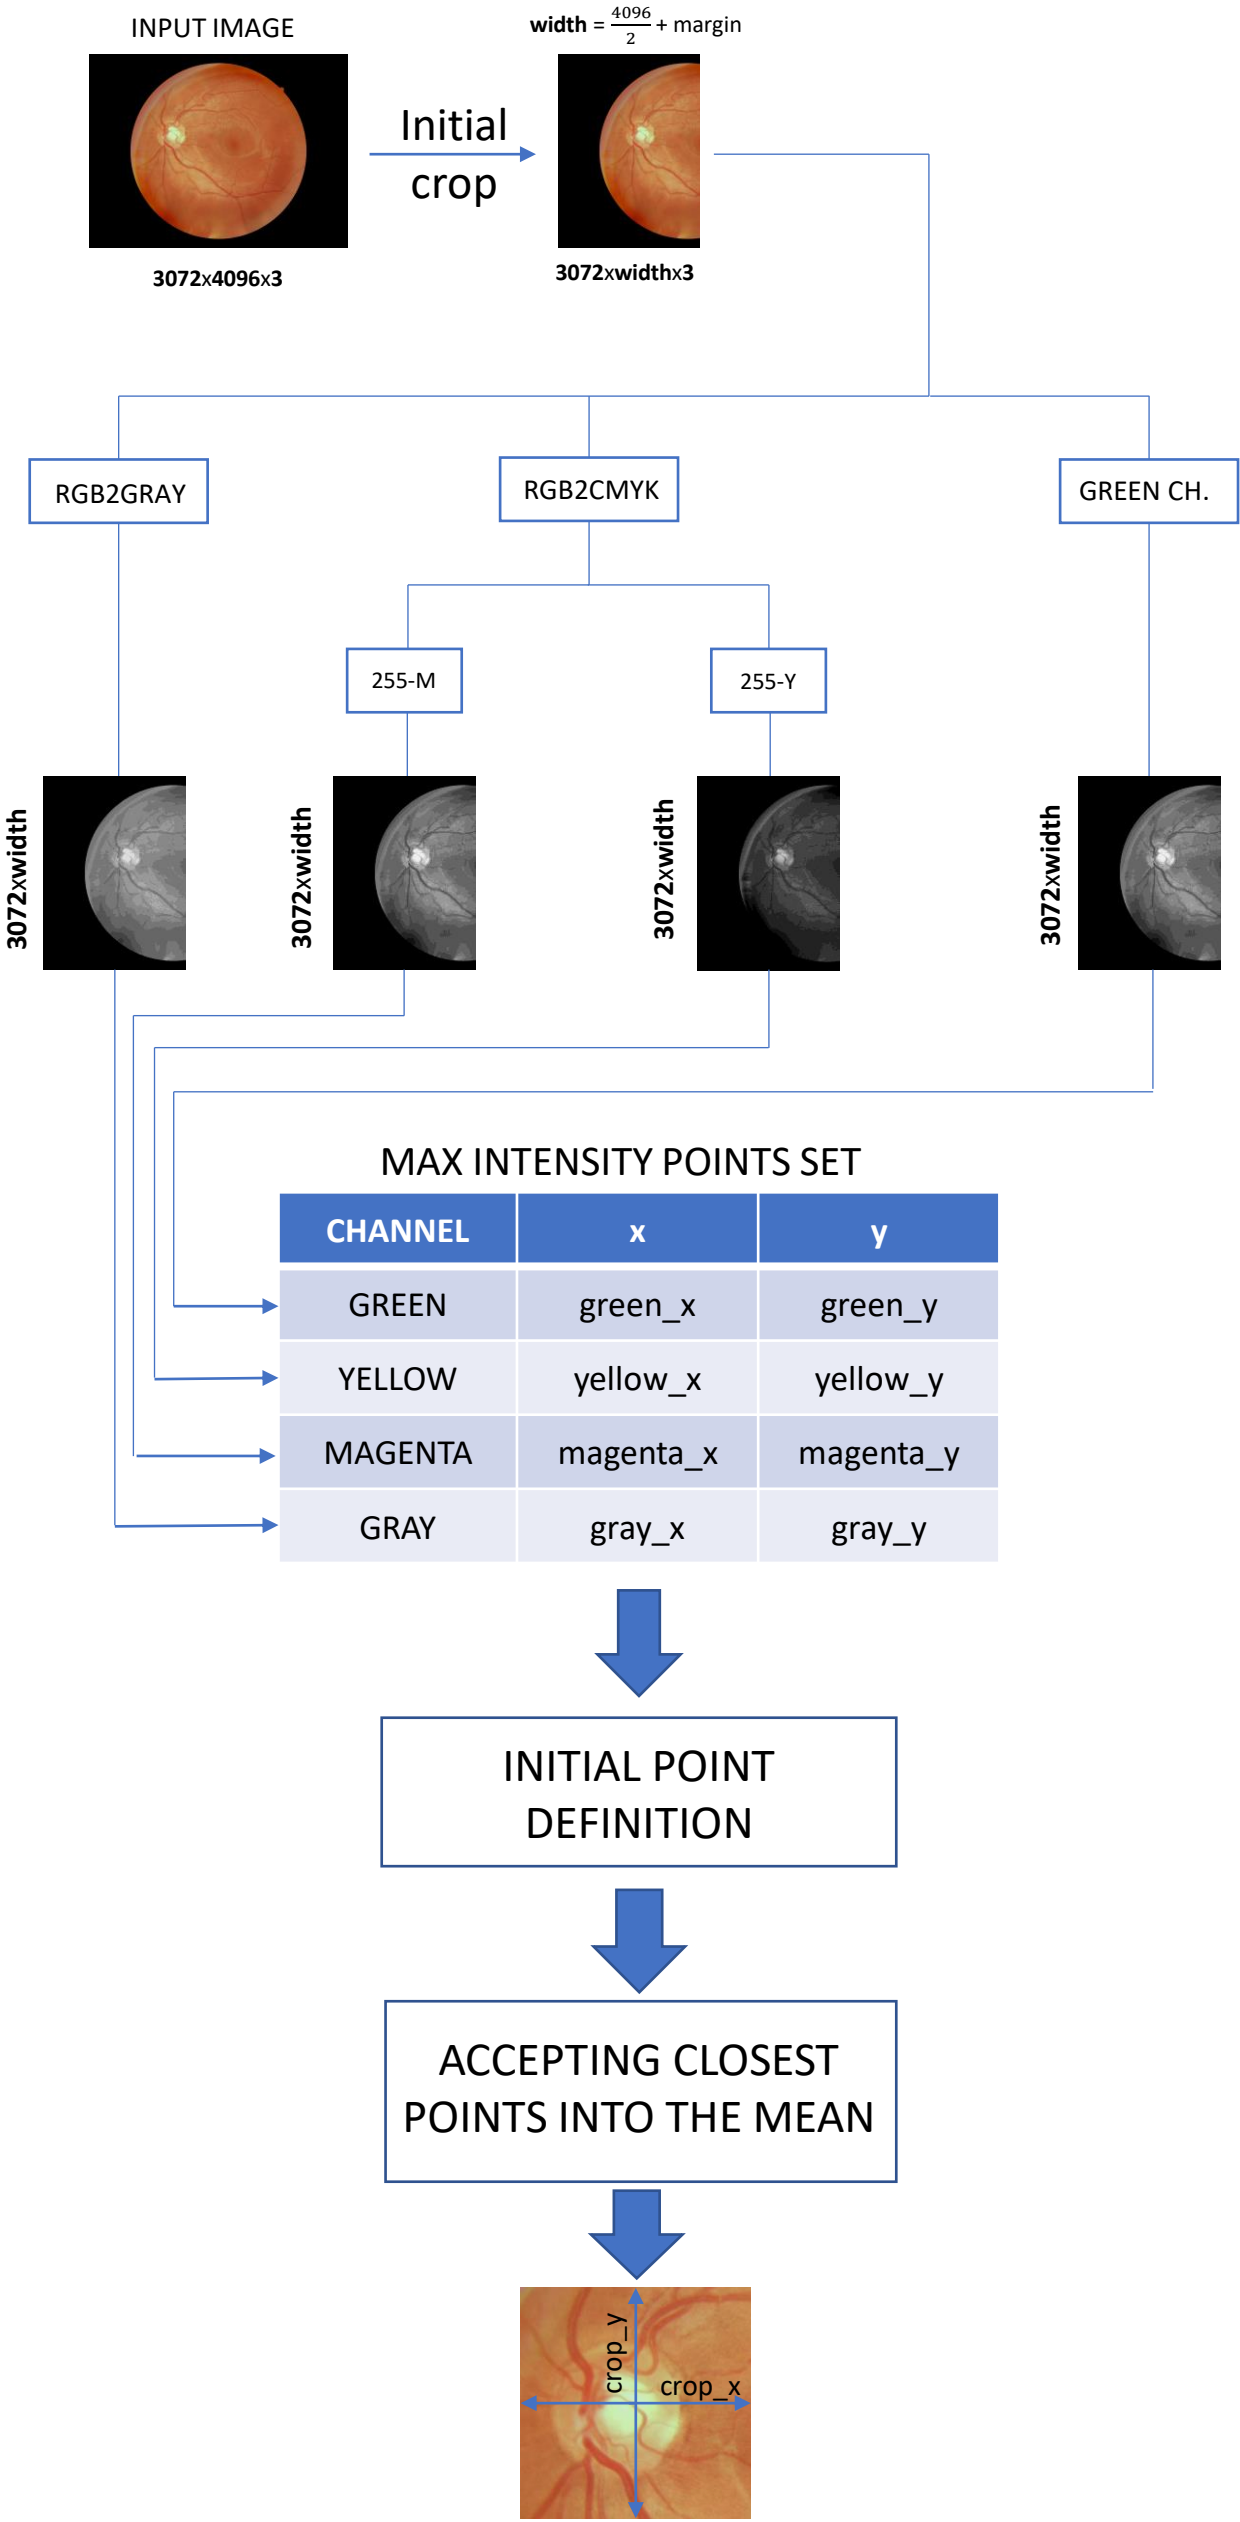 INPUT IMAGE
width = 4096/2 + margin
Initial
crop
3072x4096x3
3072xwidthx3
RGB2GRAY
RGB2CMYK
GREEN CH.
255-M
255-Y
3072xwidth
3072xwidth
3072xwidth
3072xwidth
MAX INTENSITY POINTS SET
CHANNEL x y
GREEN green_x green_y
YELLOW yellow_x yellow_y
MAGENTA magenta_x magenta_y
GRAY gray_x gray_y
INITIAL POINT
DEFINITION
ACCEPTING CLOSEST
POINTS INTO THE MEAN
crop_y
crop_x